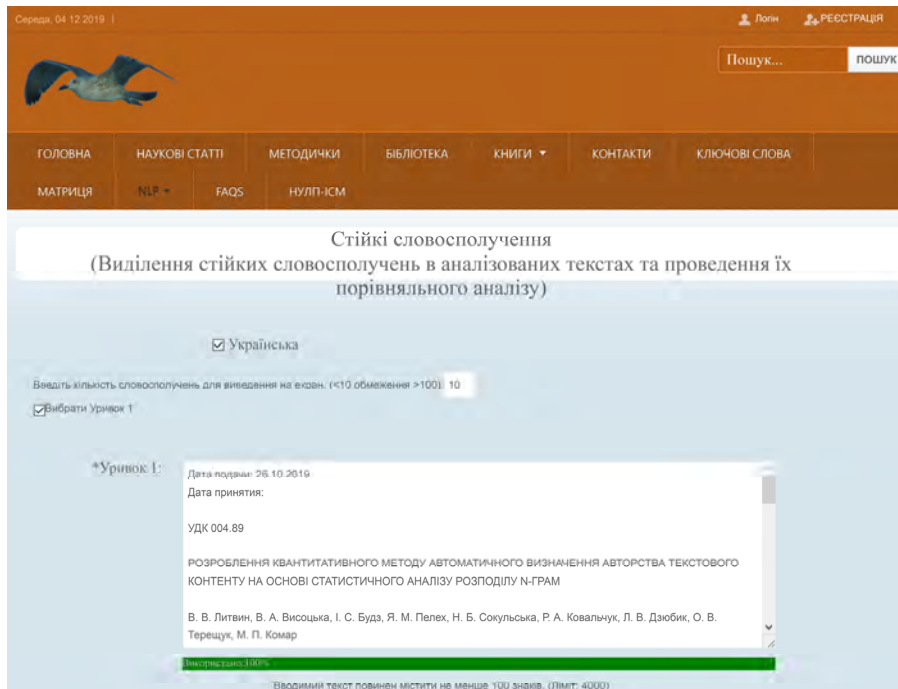 Середа, 04 12 2019 |
Логін РЕЄСТРАЦІЯ
Пошук... ПОШУК
ГОЛОВНА НАУКОВІ СТАТТІ МЕТОДИЧКИ БІБЛІОТЕКА КНИГИ КОНТАКТИ КЛЮЧОВІ СЛОВА
МАТРИЦЯ NLP FAQS НУЛП-ІСМ
Стійкі словосполучення
(Виділення стійких словосполучень в аналізованих текстах та проведення їх
порівняльного аналізу)
Українська
Введіть кількість словосполучень для виведення на екран. (<10 обмеження >100) 10
Вибрати Уривок 1
*Уривок 1:
Дата подачи: 26.10.2019
Дата принятия:
УДК 004.89
РОЗРОБЛЕННЯ КВАНТИТАТИВНОГО МЕТОДУ АВТОМАТИЧНОГО ВИЗНАЧЕННЯ АВТОРСТВА ТЕКСТОВОГО
КОНТЕНТУ НА ОСНОВІ СТАТИСТИЧНОГО АНАЛІЗУ РОЗПОДІЛУ N-ГРАМ
В. В. Литвин, В. А. Висоцька, І. С. Будз, Я. М. Пелех, Н. Б. Сокульська, Р. А. Ковальчук, Л. В. Дзюбик, О. В.
Терещук, М. П. Комар
Використано:100%
Вводимий текст повинен містити не менше 100 знаків. (Ліміт: 4000)